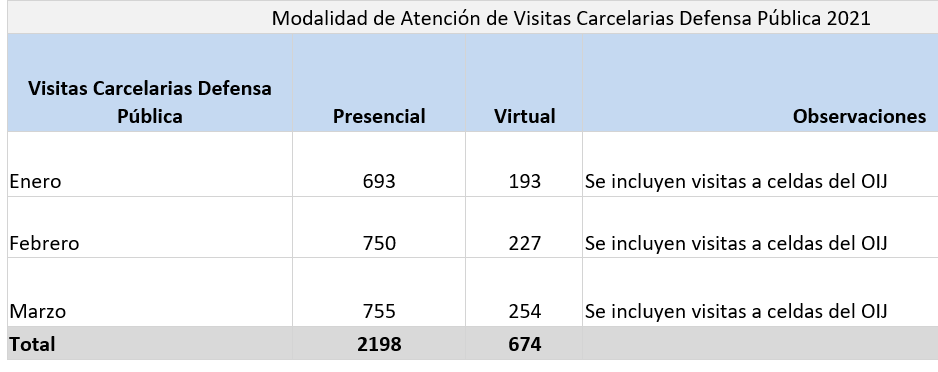 Modalidad de Atención de Visitas Carcelarias Defensa Pública 2021
Visitas Carcelarias Defensa
Pública Presencial Virtual Observaciones
Enero 693 193 Se incluyen visitas a celdas del OIJ
Febrero 750 227 Se incluyen visitas a celdas del OIJ
Marzo 755 254 Se incluyen visitas a celdas del OIJ
Total 2198 674